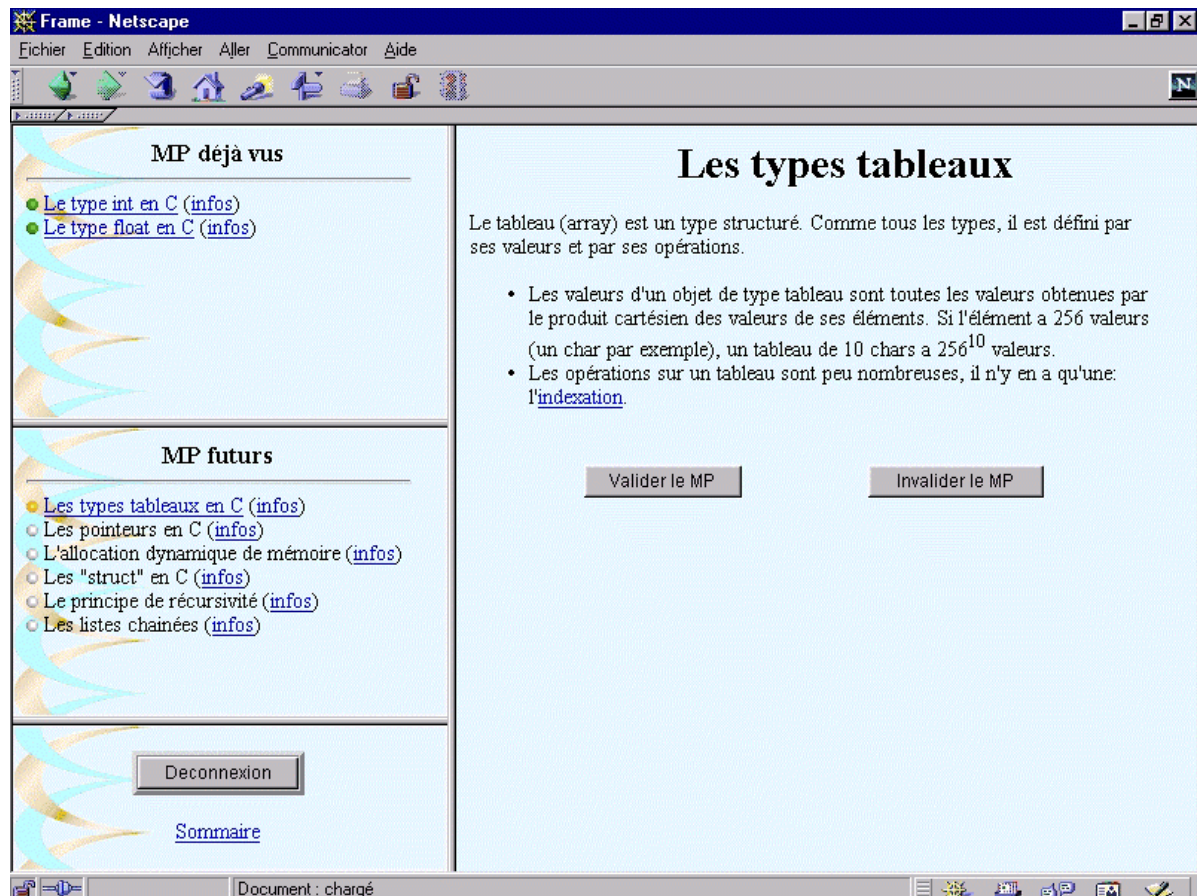 Frame - Netscape
Fichier Edition Afficher Aller Communicator Aide
N
MP déjà vus
Le type int en C (infos)
Le type float en C (infos)
MP futurs
Les types tableaux en C (infos)
Les pointeurs en C (infos)
L'allocation dynamique de mémoire (infos)
Les "struct" en C (infos)
Le principe de récursivité (infos)
Les listes chainées (infos)
Deconnexion
Sommaire
Les types tableaux
Le tableau (array) est un type structuré. Comme tous les types, il est défini par
ses valeurs et par ses opérations.
• Les valeurs d'un objet de type tableau sont toutes les valeurs obtenues par
le produit cartésien des valeurs de ses éléments. Si l'élément a 256 valeurs
(un char par exemple), un tableau de 10 chars a 256^10 valeurs.
• Les opérations sur un tableau sont peu nombreuses, il n'y en a qu'une:
l'indexation.
Valider le MP
Invalider le MP
Document : chargé